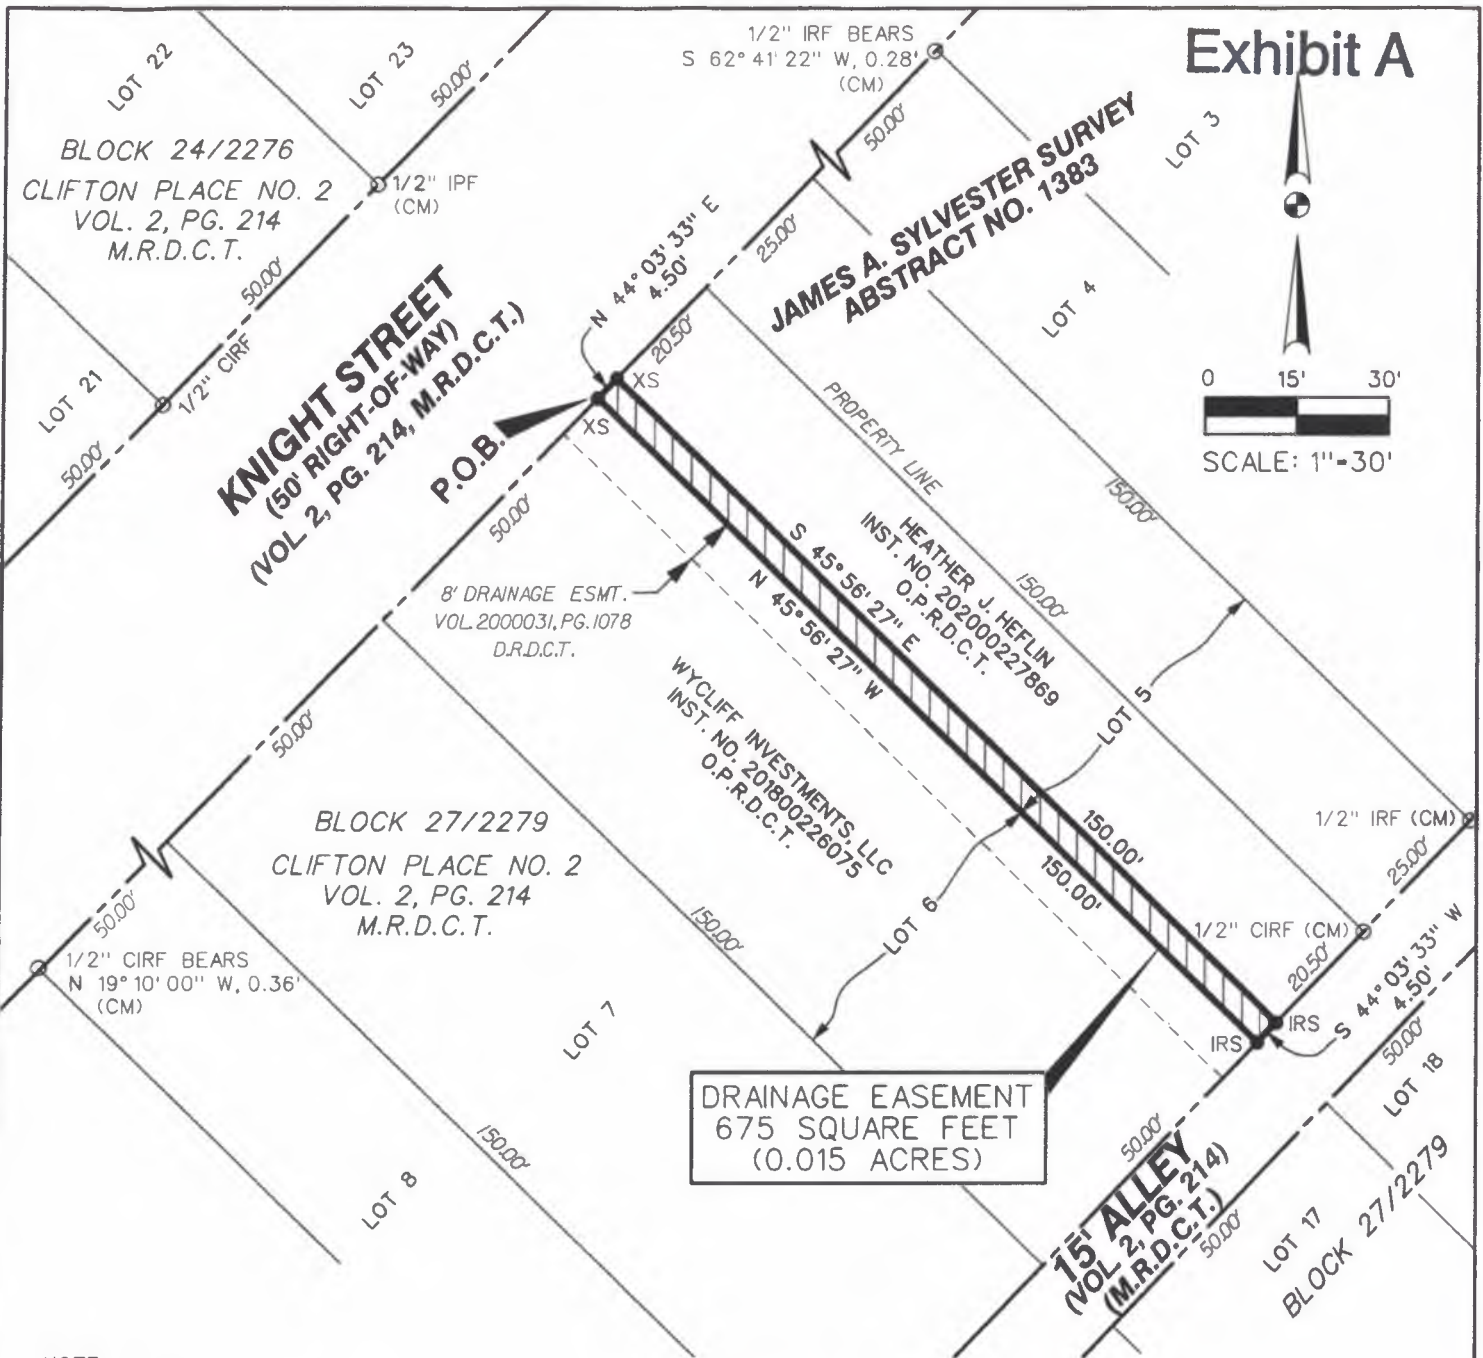 Exhibit A
LOT 22
LOT 23
50.00'
1/2" IRF BEARS
S 62° 41' 22" W, 0.28'
(CM)
50.00'
LOT 3
BLOCK 24/2276
CLIFTON PLACE NO. 2
VOL. 2, PG. 214
M.R.D.C.T.
1/2" IPF
(CM)
50.00'
JAMES A. SYLVESTER SURVEY
ABSTRACT NO. 1383
N 44° 03' 33" E
4.50'
25.00'
LOT 4
20.50'
LOT 21
1/2" CIRF
50.00'
KNIGHT STREET
(50' RIGHT-OF-WAY)
(VOL. 2, PG. 214, M.R.D.C.T.)
P.O.B.
XS
XS
0 15' 30'
SCALE: 1"=30'
PROPERTY LINE
150.00'
50.00'
8' DRAINAGE ESMT.
VOL.2000031, PG.1078
D.R.D.C.T.
S 45° 56' 27" E
N 45° 56' 27" W
HEATHER J. HEFLIN
INST. NO. 202000227869
O.P.R.D.C.T.
150.00'
LOT 5
WYCLIFF INVESTMENTS, LLC
INST. NO. 201800226075
O.P.R.D.C.T.
50.00'
BLOCK 27/2279
CLIFTON PLACE NO. 2
VOL. 2, PG. 214
M.R.D.C.T.
150.00'
150.00'
1/2" IRF (CM)
25.00'
50.00'
1/2" CIRF BEARS
N 19° 10' 00" W, 0.36'
(CM)
150.00'
LOT 6
1/2" CIRF (CM)
20.50'
S 44° 03' 33" W
4.50'
IRS
IRS
LOT 7
50.00'
LOT 18
DRAINAGE EASEMENT
675 SQUARE FEET
(0.015 ACRES)
150.00'
LOT 8
50.00'
15' ALLEY
(VOL. 2, PG. 214)
(M.R.D.C.T.)
50.00'
LOT 17
BLOCK 27/2279